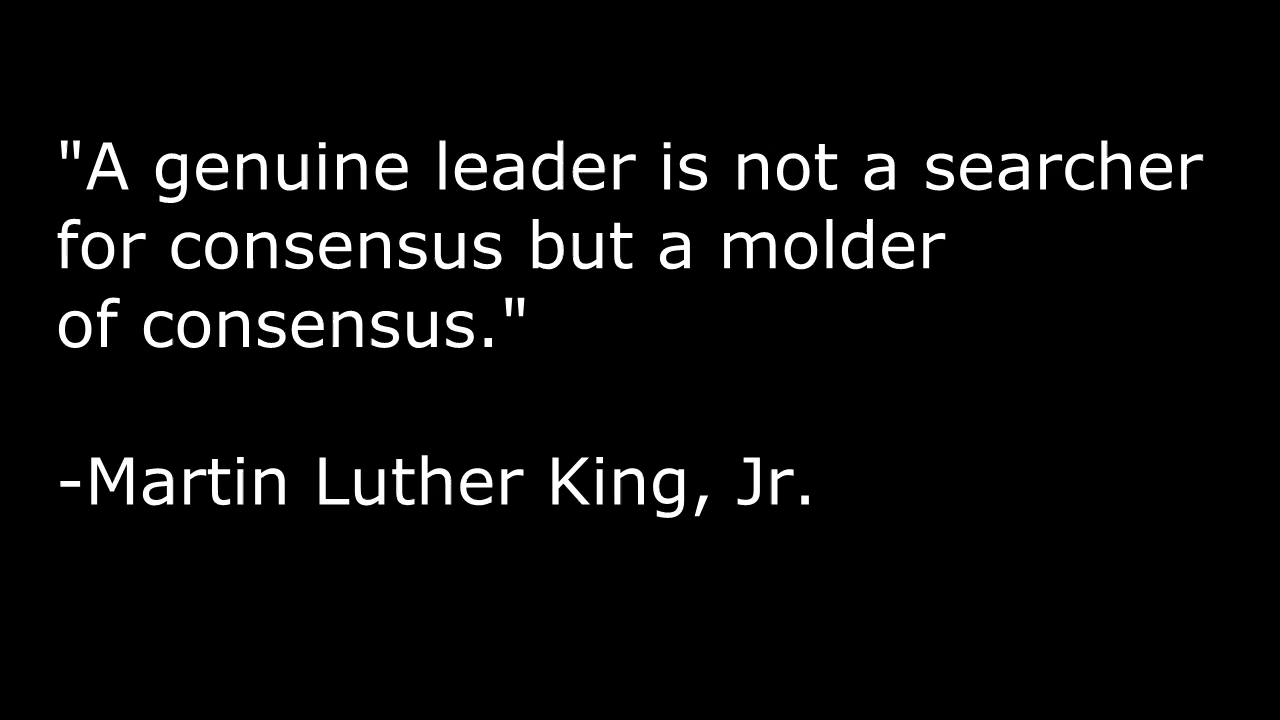 "A genuine leader is not a searcher
for consensus but a molder
of consensus."
-Martin Luther King, Jr.